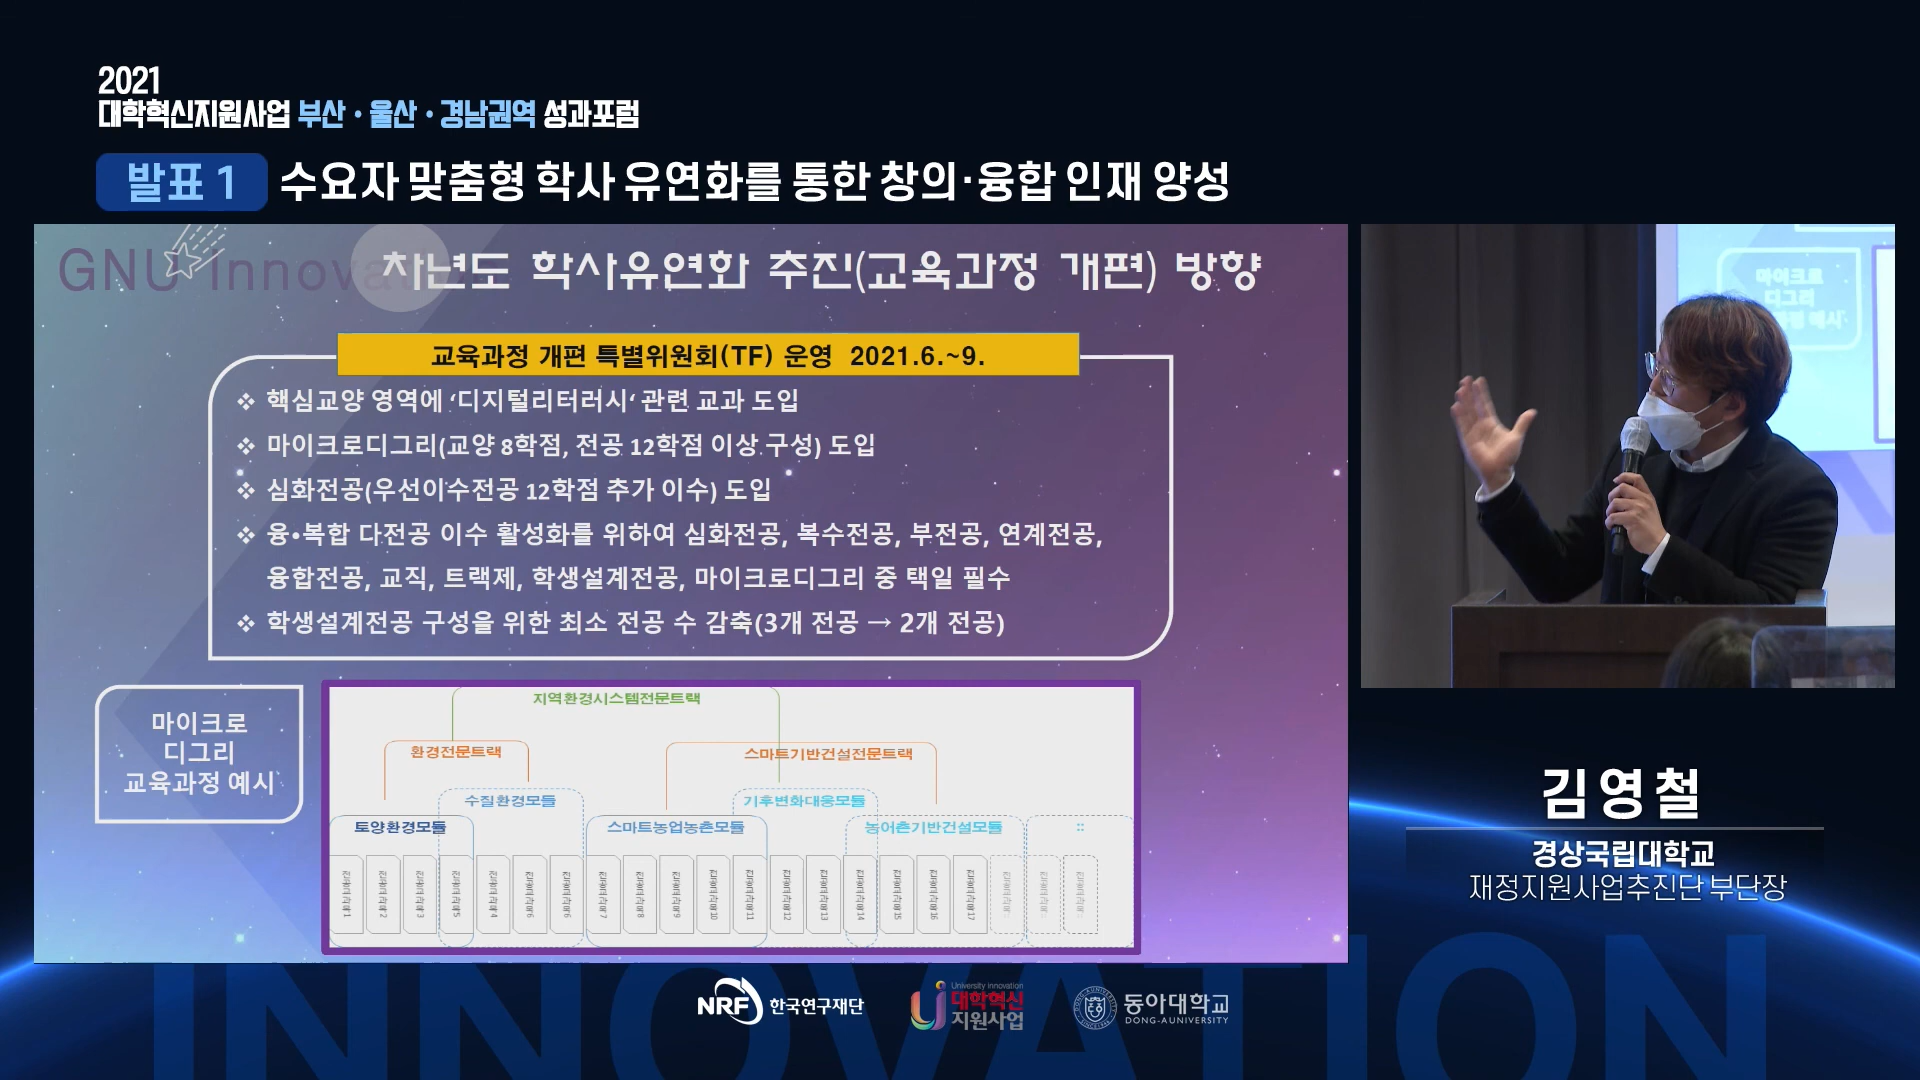 2021
대학혁신지원사업 부산·울산·경남권역 성과포럼
발표 1 수요자 맞춤형 학사 유연화를 통한 창의·융합 인재 양성
GNU Innova
차년도 학사유연화 추진(교육과정 개편) 방향
교육과정 개편 특별위원회(TF) 운영 2021.6.~9.
❖ 핵심교양 영역에 ‘디지털리터러시‘ 관련 교과 도입
❖ 마이크로디그리(교양 8학점, 전공 12학점 이상 구성) 도입
❖ 심화전공(우선이수전공 12학점 추가 이수) 도입
❖ 융•복합 다전공 이수 활성화를 위하여 심화전공, 복수전공, 부전공, 연계전공,
융합전공, 교직, 트랙제, 학생설계전공, 마이크로디그리 중 택일 필수
❖ 학생설계전공 구성을 위한 최소 전공 수 감축(3개 전공 → 2개 전공)
마이크로
디그리
교육과정 예시
지역환경시스템전문트랙
환경전문트랙
스마트기반건설전문트랙
수질환경모듈
기후변화대응모듈
토양환경모듈
스마트농업농촌모듈
농어촌기반건설모듈
::
마이크로
디그리
예시
김영철
경상국립대학교
재정지원사업추진단 부단장
INNOVATION
NRF 한국연구재단
University innovation
대학혁신
지원사업
동아대학교
DONG-A UNIVERSITY